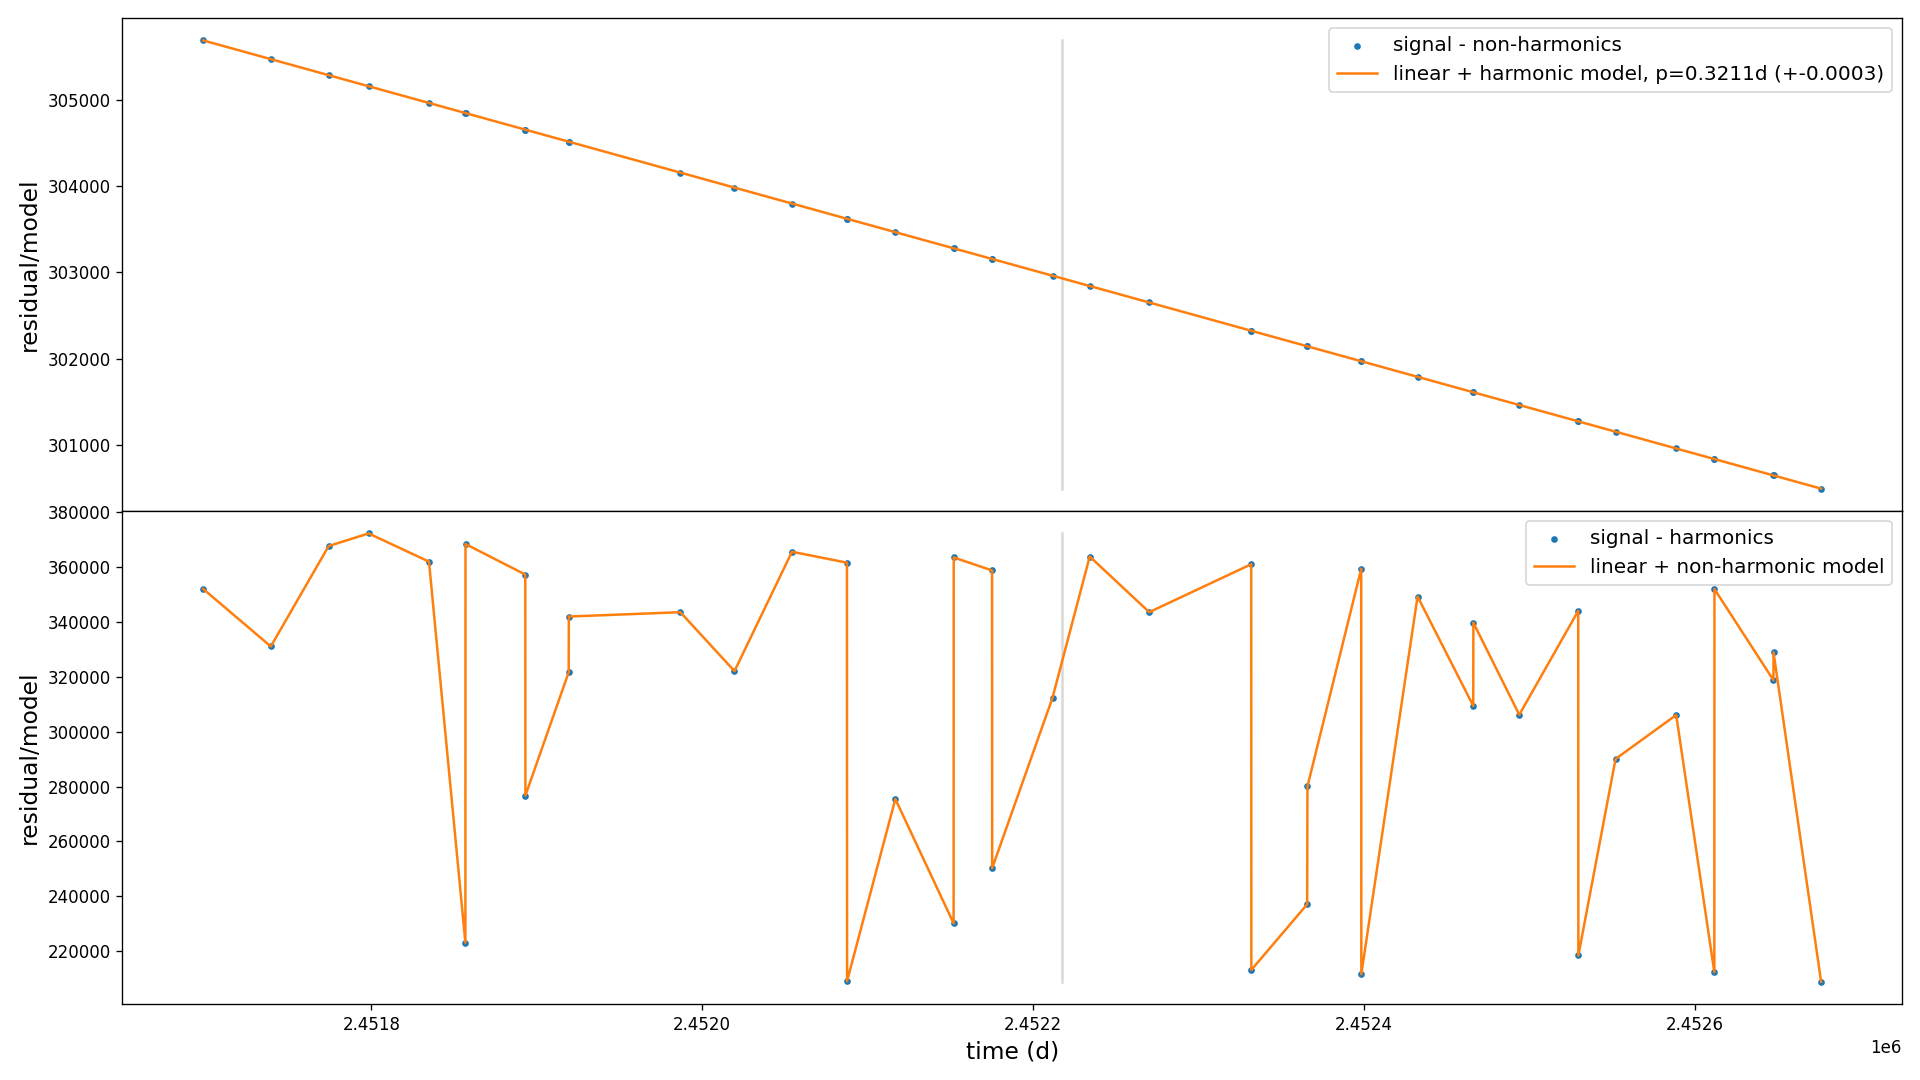 signal - non-harmonics
linear + harmonic model, p=0.3211d (+-0.0003)
residual/model
305000
304000
303000
302000
301000
signal - harmonics
linear + non-harmonic model
residual/model
380000
360000
340000
320000
300000
280000
260000
240000
220000
2.4518
2.4520
2.4522
2.4524
2.4526
1e6
time (d)